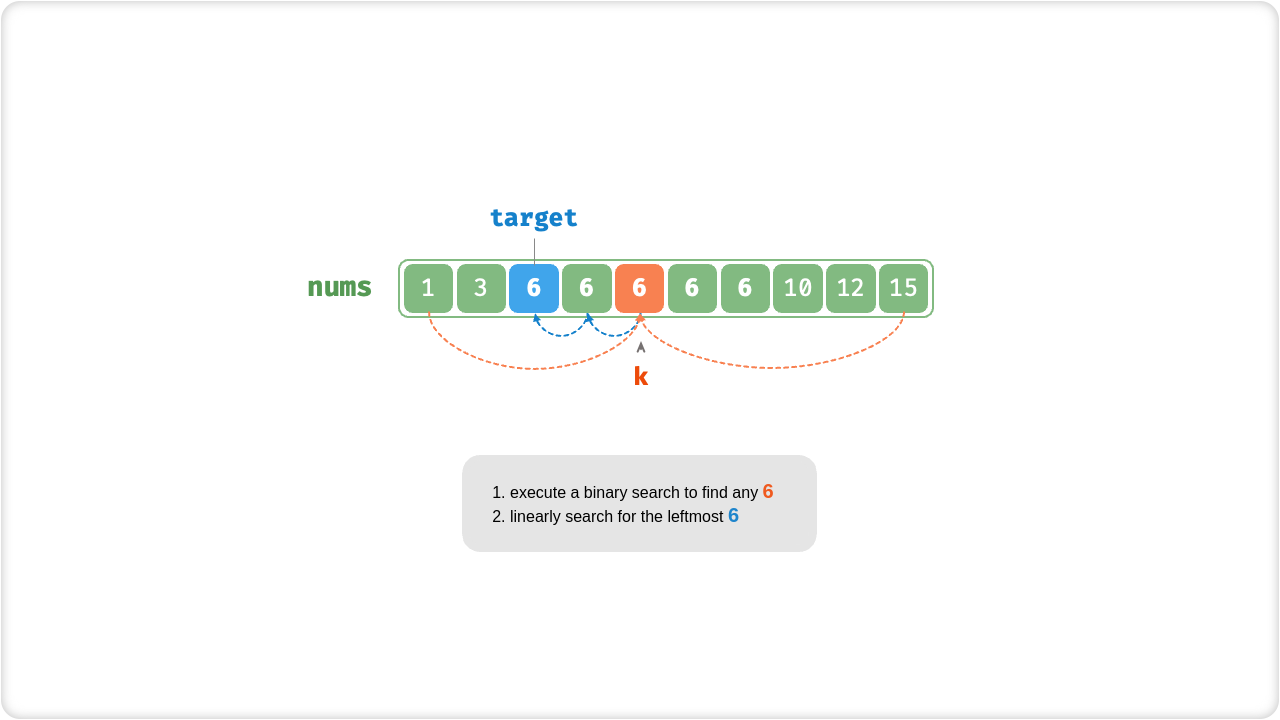 target
nums 1 3 6 6 6 6 6 10 12 15
k
1. execute a binary search to find any 6
2. linearly search for the leftmost 6